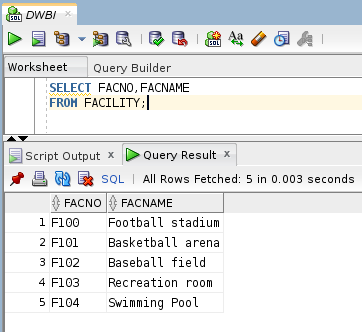 DWBI x
Worksheet Query Builder
SELECT FACNO,FACNAME
FROM FACILITY;
Script Output x Query Result x
SQL | All Rows Fetched: 5 in 0.003 seconds
FACNO FACNAME
1 F100 Football stadium
2 F101 Basketball arena
3 F102 Baseball field
4 F103 Recreation room
5 F104 Swimming Pool